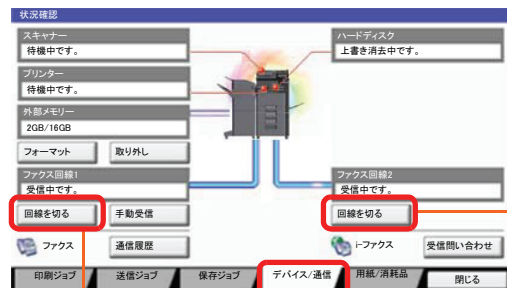 状況確認
スキャナー
待機中です。
プリンター
待機中です。
外部メモリー
2GB/16GB
フォーマット
取り外し
ファクス回線1
受信中です。
回線を切る
手動受信
ファクス
通信履歴
ハードディスク
上書き消去中です。
ファクス回線2
受信中です。
回線を切る
i-ファクス
受信問い合わせ
印刷ジョブ
送信ジョブ
保存ジョブ
デバイス/通信
用紙/消耗品
閉じる